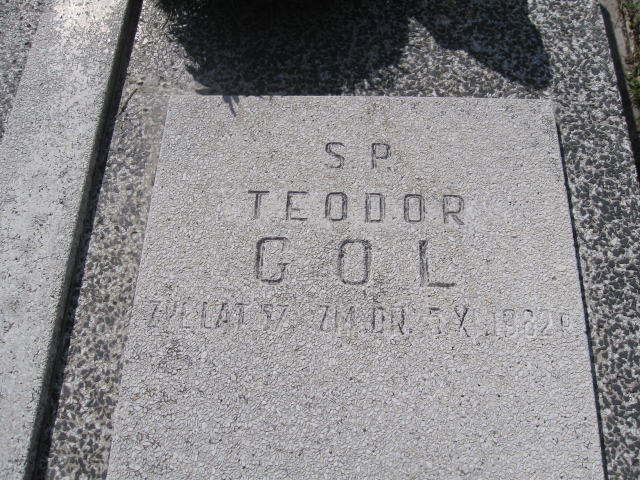 S.P.
TEODOR
GOL
ŻYŁ LAT 57 ZM. DN. 5 X 1982 R